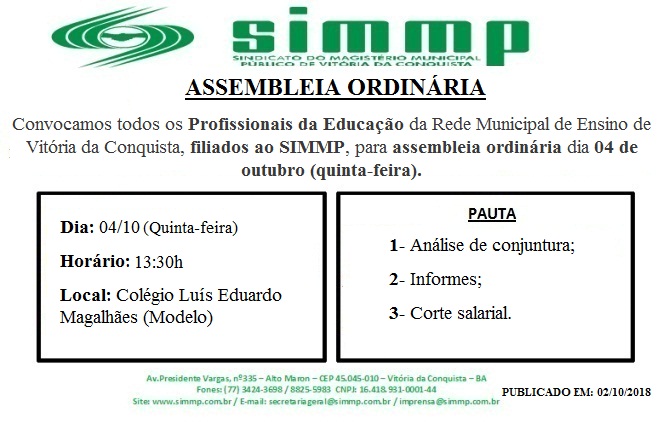 simmp
SINDICATO DO MAGISTÉRIO MUNICIPAL
PÚBLICO DE VITÓRIA DA CONQUISTA
ASSEMBLEIA ORDINÁRIA
Convocamos todos os Profissionais da Educação da Rede Municipal de Ensino de
Vitória da Conquista, filiados ao SIMMP, para assembleia ordinária dia 04 de
outubro (quinta-feira).
Dia: 04/10 (Quinta-feira)
Horário: 13:30h
Local: Colégio Luís Eduardo
Magalhães (Modelo)
PAUTA
1- Análise de conjuntura;
2- Informes;
3- Corte salarial.
Av.Presidente Vargas, nº335 – Alto Maron – CEP 45.045-010 – Vitória da Conquista – BA
Fones: (77) 3424-3698 / 8825-5983 CNPJ: 16.418.931-0001-44
Site: www.simmp.com.br / E-mail: secretariageral@simmp.com.br / imprensa@simmp.com.br
PUBLICADO EM: 02/10/2018